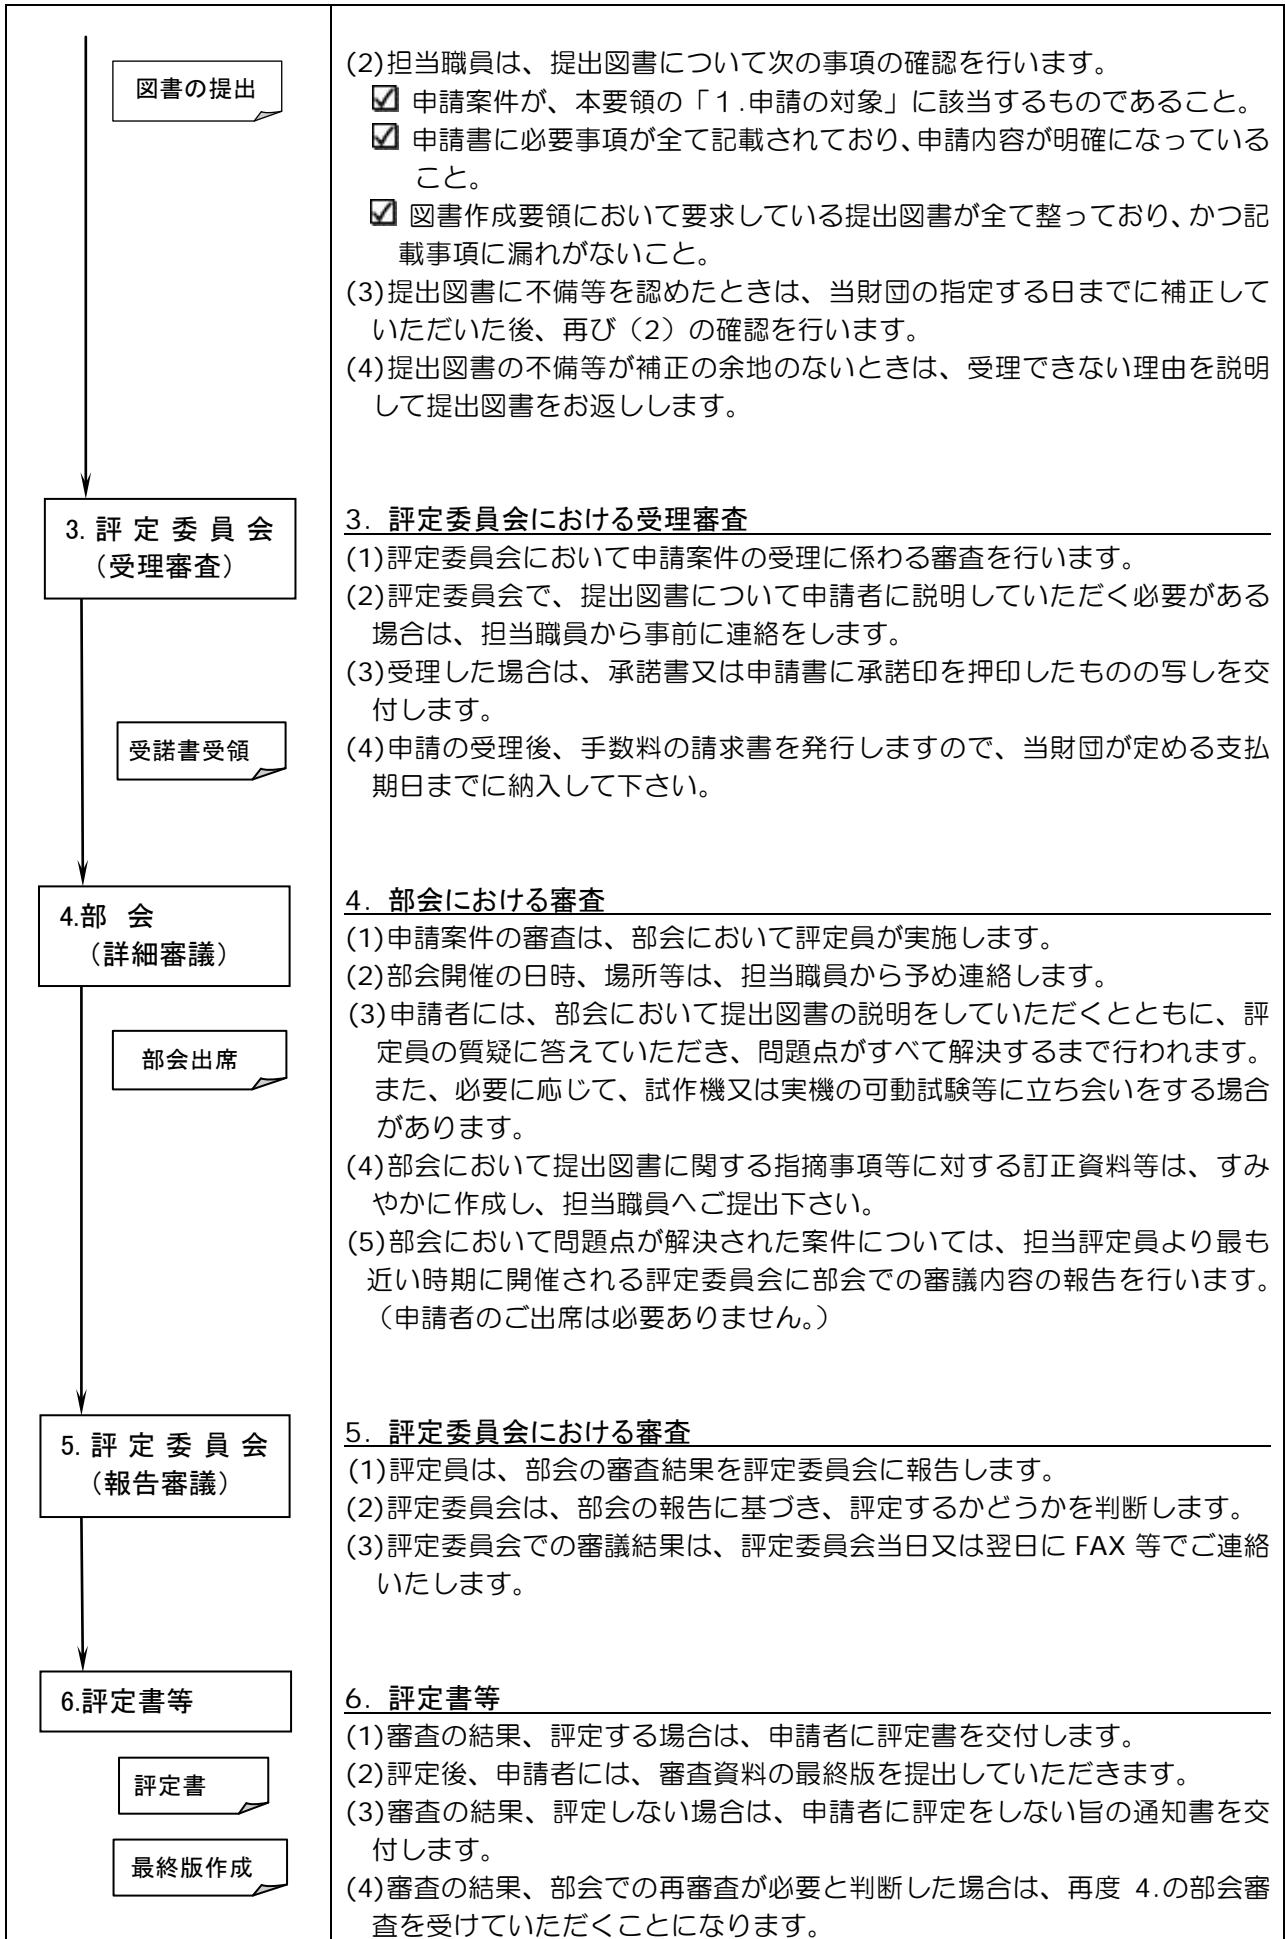 図書の提出
(2)担当職員は、提出図書について次の事項の確認を行います。
☑ 申請案件が、本要領の「１.申請の対象」に該当するものであること。
☑ 申請書に必要事項が全て記載されており、申請内容が明確になっている
こと。
☑ 図書作成要領において要求している提出図書が全て整っており、かつ記
載事項に漏れがないこと。
(3)提出図書に不備等を認めたときは、当財団の指定する日までに補正して
いただいた後、再び（2）の確認を行います。
(4)提出図書の不備等が補正の余地のないときは、受理できない理由を説明
して提出図書をお返しします。
3. 評 定 委 員 会
（受理審査）
3. 評定委員会における受理審査
(1)評定委員会において申請案件の受理に係わる審査を行います。
(2)評定委員会で、提出図書について申請者に説明していただく必要がある
場合は、担当職員から事前に連絡をします。
(3)受理した場合は、承諾書又は申請書に承諾印を押印したものの写しを交
付します。
受諾書受領
(4)申請の受理後、手数料の請求書を発行しますので、当財団が定める支払
期日までに納入して下さい。
4.部　会
（詳細審議）
4. 部会における審査
(1)申請案件の審査は、部会において評定員が実施します。
(2)部会開催の日時、場所等は、担当職員から予め連絡します。
(3)申請者には、部会において提出図書の説明をしていただくとともに、評
定員の質疑に答えていただき、問題点がすべて解決するまで行われます。
また、必要に応じて、試作機又は実機の可動試験等に立ち会いをする場合
があります。
部会出席
(4)部会において提出図書に関する指摘事項等に対する訂正資料等は、すみ
やかに作成し、担当職員へご提出下さい。
(5)部会において問題点が解決された案件については、担当評定員より最も
近い時期に開催される評定委員会に部会での審議内容の報告を行います。
（申請者のご出席は必要ありません。）
5. 評 定 委 員 会
（報告審議）
5. 評定委員会における審査
(1)評定員は、部会の審査結果を評定委員会に報告します。
(2)評定委員会は、部会の報告に基づき、評定するかどうかを判断します。
(3)評定委員会での審議結果は、評定委員会当日又は翌日に FAX 等でご連絡
いたします。
6.評定書等
6. 評定書等
(1)審査の結果、評定する場合は、申請者に評定書を交付します。
評定書
(2)評定後、申請者には、審査資料の最終版を提出していただきます。
(3)審査の結果、評定しない場合は、申請者に評定をしない旨の通知書を交
付します。
最終版作成
(4)審査の結果、部会での再審査が必要と判断した場合は、再度 4.の部会審
査を受けていただくことになります。